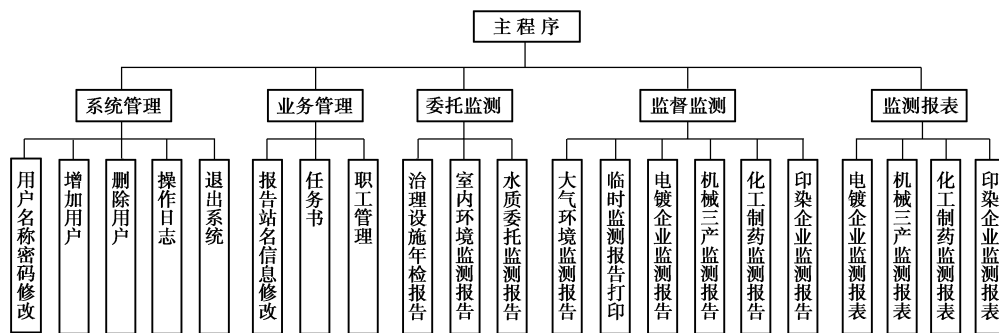 主程序
系统管理
业务管理
委托监测
监督监测
监测报表
用户名称密码修改
增加用户
删除用户
操作日志
退出系统
报告站名信息修改
任务书
职工管理
治理设施年检报告
室内环境监测报告
水质委托监测报告
大气环境监测报告
临时监测报告打印
电镀企业监测报告
机械三产监测报告
化工制药监测报告
印染企业监测报告
电镀企业监测报表
机械三产监测报表
化工制药监测报表
印染企业监测报表